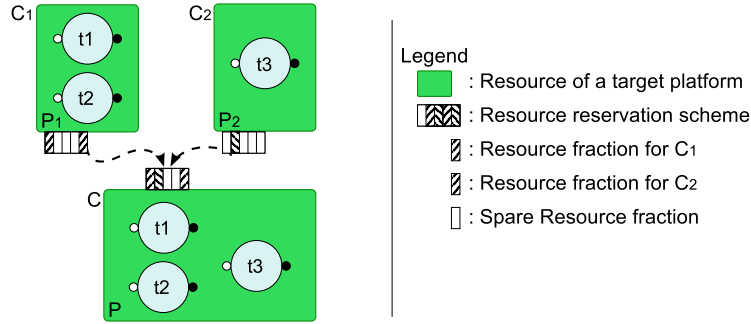 C1
t1
t2
P1
C2
t3
P2
C
t1
t2
t3
P
Legend
: Resource of a target platform
: Resource reservation scheme
: Resource fraction for C1
: Resource fraction for C2
: Spare Resource fraction